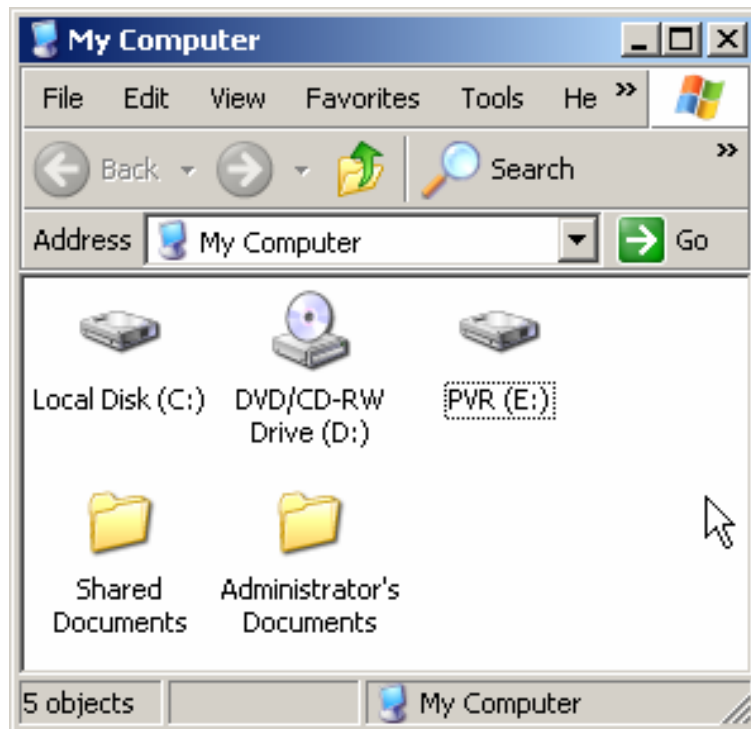 My Computer
File Edit View Favorites Tools He »
Back Search »
Address My Computer Go
Local Disk (C:) DVD/CD-RW Drive (D:) PVR (E:)
Shared Documents Administrator's Documents
5 objects My Computer